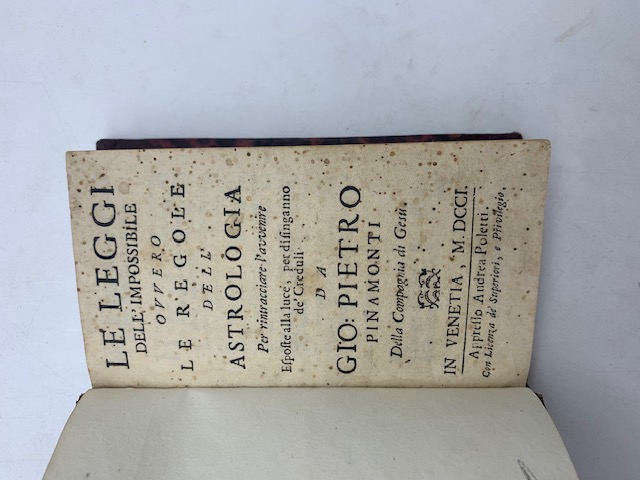 LE LEGGI
DELL'IMPOSSIBILE
OVVERO
LE REGOLE
DELL'
ASTROLOGIA
Per rintracciare l'avvenire
Eſpoſte alla luce, per diſinganno
de' Creduli
DA
GIO: PIETRO
PINAMONTI
Della Compagnia di Gesù.
IN VENETIA, M. DCCI.
Appreſſo Andrea Poletti.
Con Licenza de' Superiori, e Privilegio.